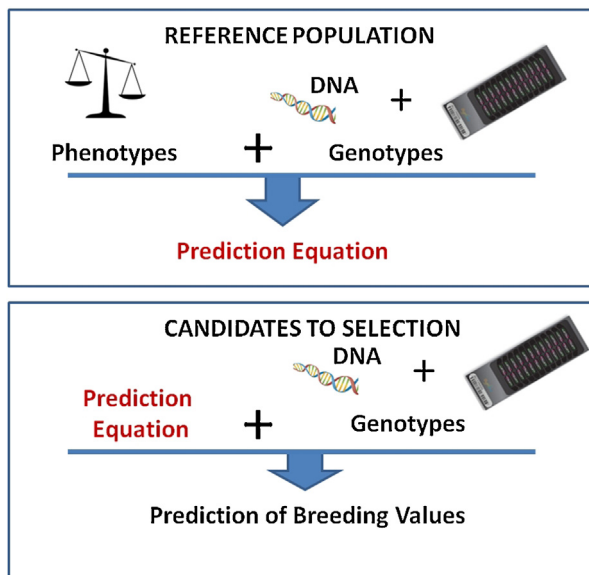 REFERENCE POPULATION
DNA
+
Phenotypes + Genotypes
Prediction Equation
CANDIDATES TO SELECTION
DNA
+
Prediction
Equation
+
Genotypes
Prediction of Breeding Values